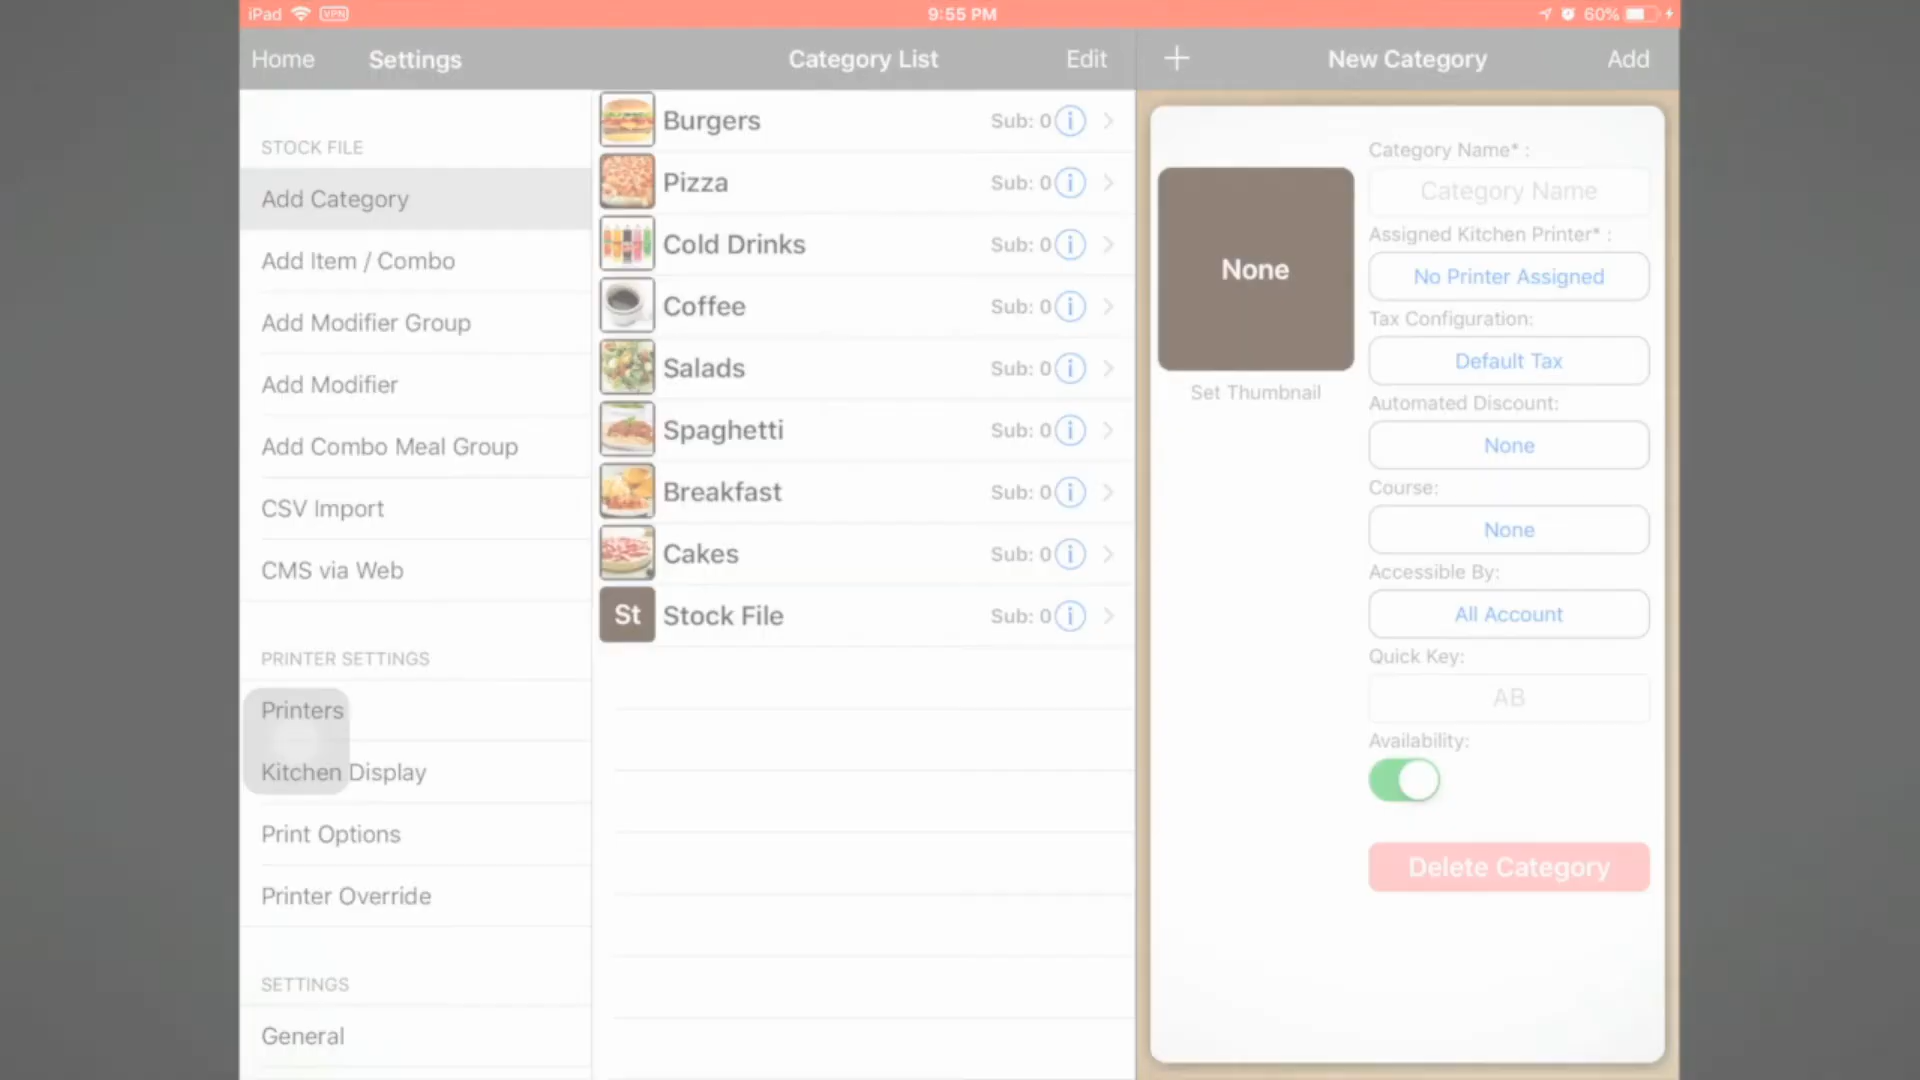 iPad VPN 9:55 PM 60%
Home Settings Category List Edit New Category Add
STOCK FILE
Add Category
Add Item / Combo
Add Modifier Group
Add Modifier
Add Combo Meal Group
CSV Import
CMS via Web
PRINTER SETTINGS
Printers
Kitchen Display
Print Options
Printer Override
SETTINGS
General
Burgers Sub: 0
Pizza Sub: 0
Cold Drinks Sub: 0
Coffee Sub: 0
Salads Sub: 0
Spaghetti Sub: 0
Breakfast Sub: 0
Cakes Sub: 0
St Stock File Sub: 0
None
Set Thumbnail
Category Name* :
Category Name
Assigned Kitchen Printer* :
No Printer Assigned
Tax Configuration:
Default Tax
Automated Discount:
None
Course:
None
Accessible By:
All Account
Quick Key:
AB
Availability:
Delete Category